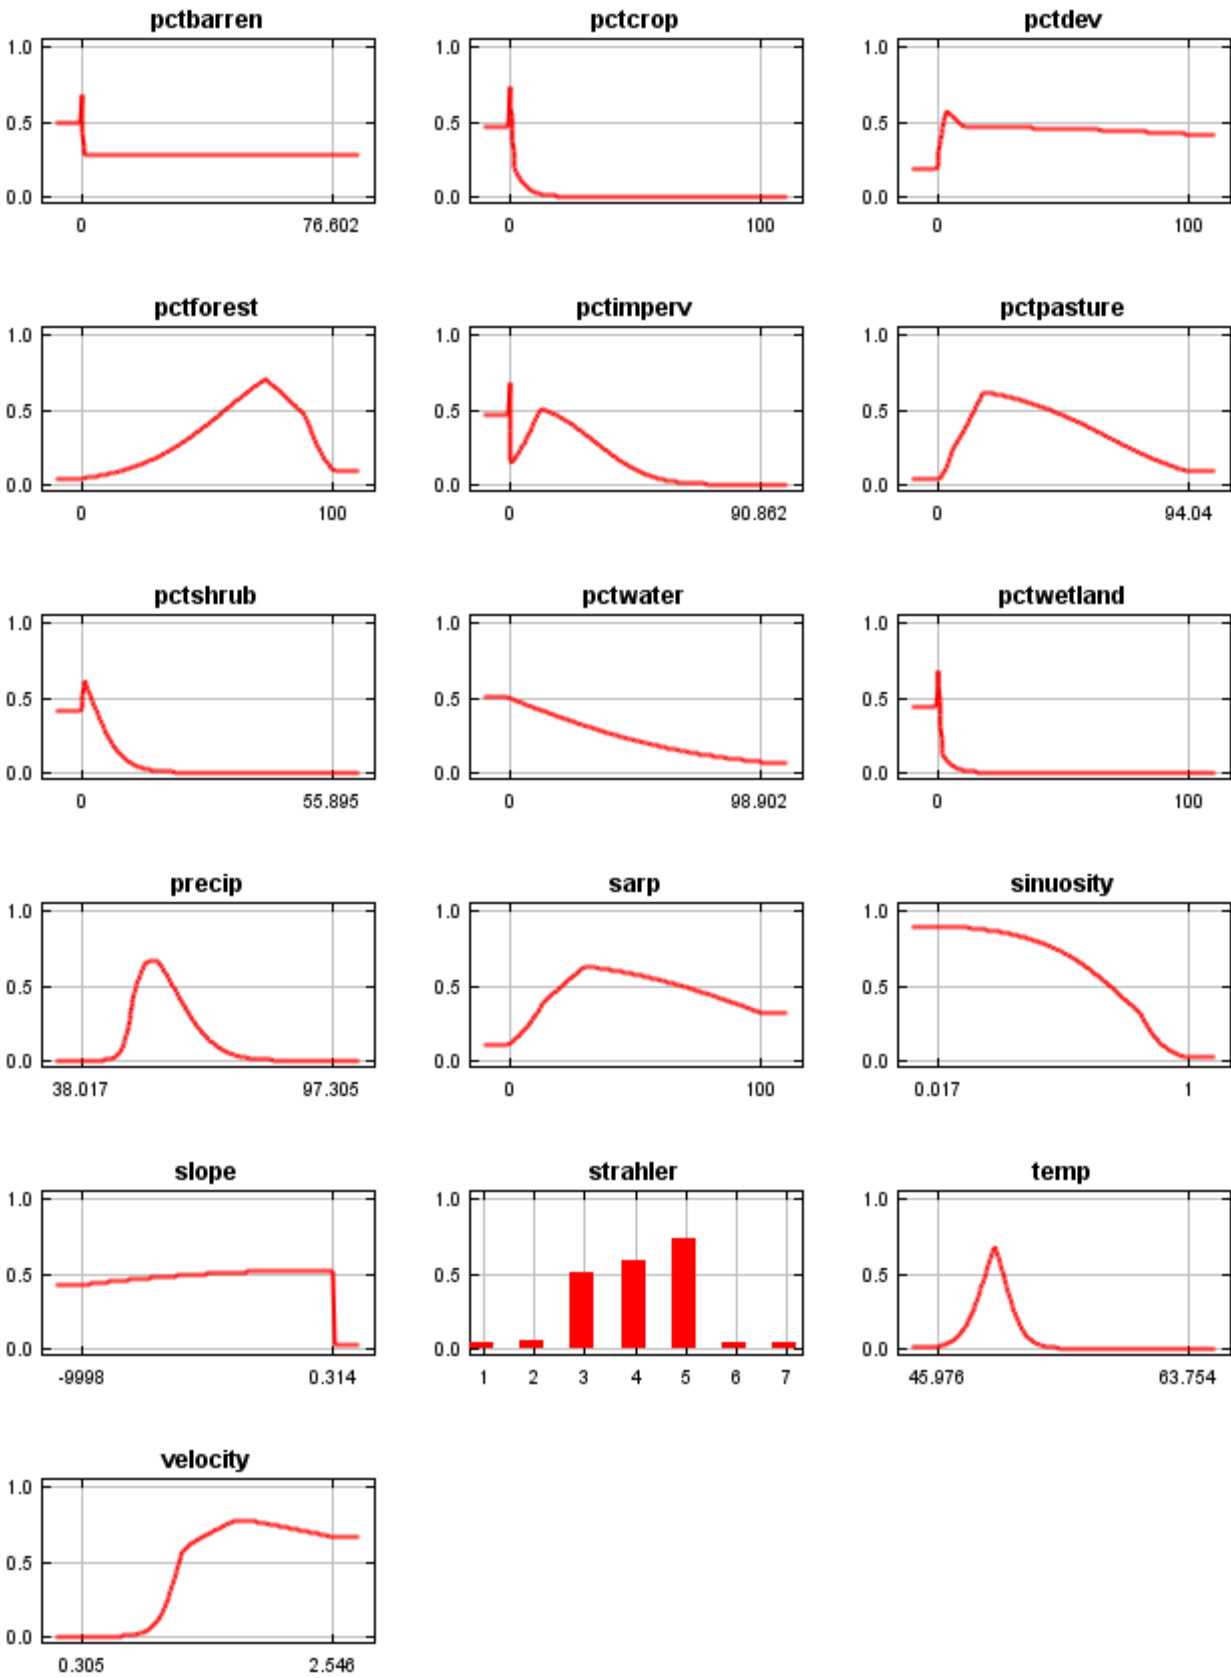 pctbarren pctcrop pctdev
1.0 1.0 1.0
0.5 0.5 0.5
0.0 0.0 0.0
0 76.602 0 100 0 100
pctforest pctimperv pctpasture
1.0 1.0 1.0
0.5 0.5 0.5
0.0 0.0 0.0
0 100 0 90.862 0 94.04
pctshrub pctwater pctwetland
1.0 1.0 1.0
0.5 0.5 0.5
0.0 0.0 0.0
0 55.895 0 98.902 0 100
precip sarp sinuosity
1.0 1.0 1.0
0.5 0.5 0.5
0.0 0.0 0.0
38.017 97.305 0 100 0.017 1
slope strahler temp
1.0 1.0 1.0
0.5 0.5 0.5
0.0 0.0 0.0
-9998 0.314 1 2 3 4 5 6 7 45.976 63.754
velocity
1.0
0.5
0.0
0.305 2.546